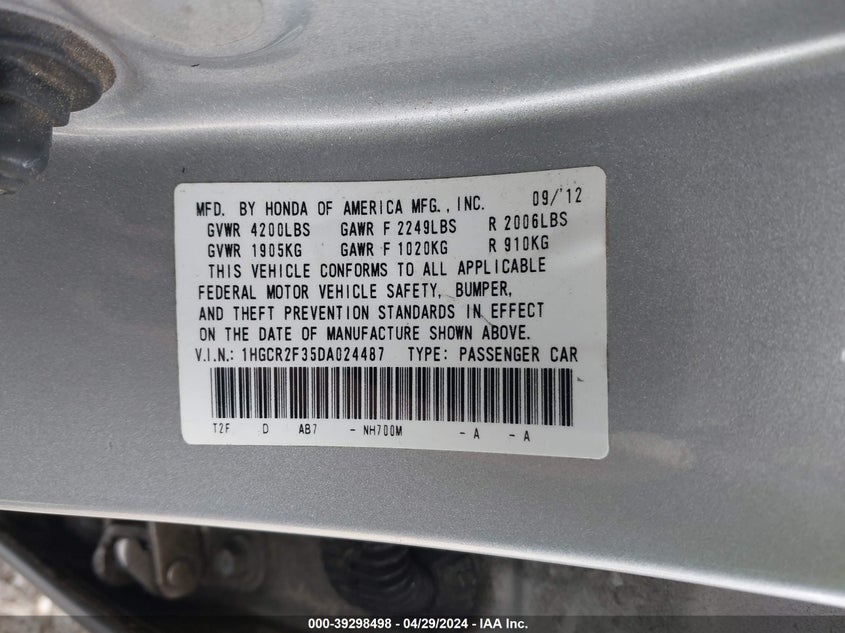 MFD. BY HONDA OF AMERICA MFG., INC. 09/'12
GVWR 4200LBS GAWR F 2249LBS R 2006LBS
GVWR 1905KG GAWR F 1020KG R 910KG
THIS VEHICLE CONFORMS TO ALL APPLICABLE
FEDERAL MOTOR VEHICLE SAFETY, BUMPER,
AND THEFT PREVENTION STANDARDS IN EFFECT
ON THE DATE OF MANUFACTURE SHOWN ABOVE.
V.I.N.: 1HGCR2F35DA024487 TYPE: PASSENGER CAR
T2F D AB7 - NH700M - A - A
000-39298498 - 04/29/2024 - IAA Inc.